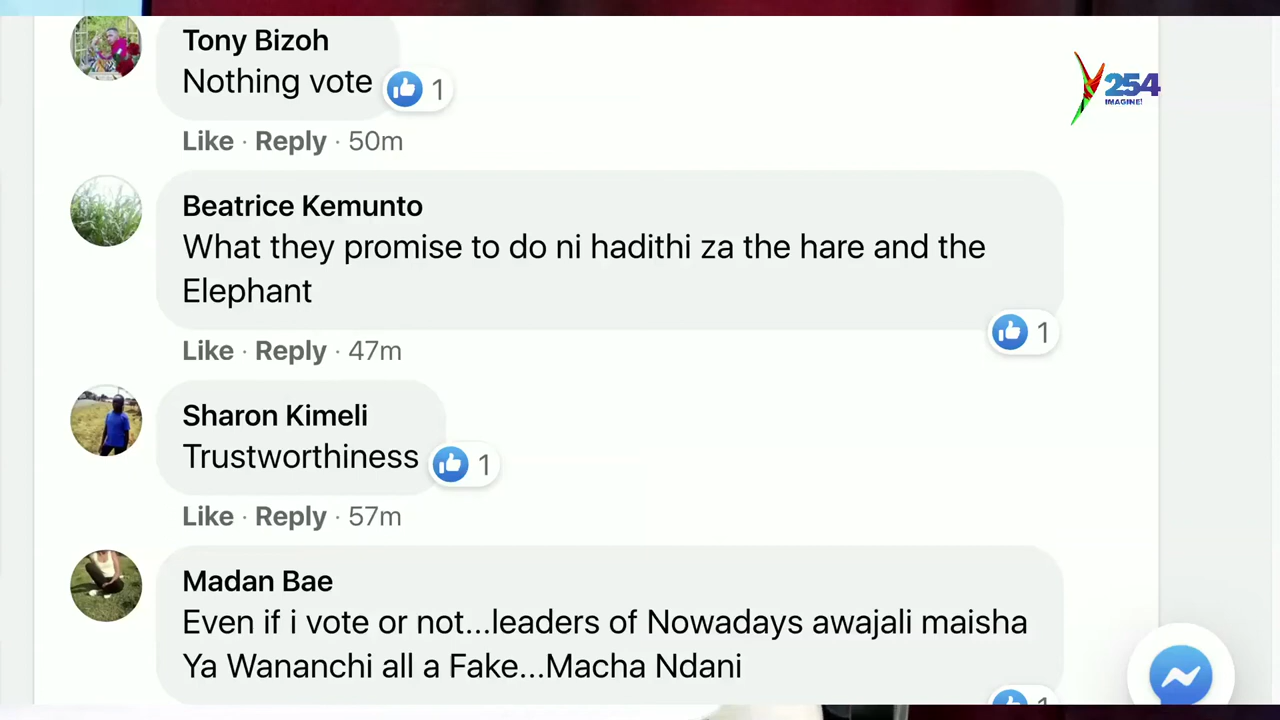 Tony Bizoh
Nothing vote
1
Like · Reply · 50m
254
IMAGINE!
Beatrice Kemunto
What they promise to do ni hadithi za the hare and the
Elephant
1
Like · Reply · 47m
Sharon Kimeli
Trustworthiness
1
Like · Reply · 57m
Madan Bae
Even if i vote or not...leaders of Nowadays awajali maisha
Ya Wananchi all a Fake...Macha Ndani
1